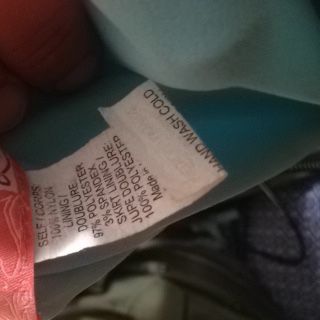 SELF/CORPS
100% NYLON
LINING/
DOUBLURE:
97% POLYESTER
3% SPANDEX
SKIRT LINING/
JUPE DOUBLURE:
100% POLYESTER
Made in
HAND WASH COLD